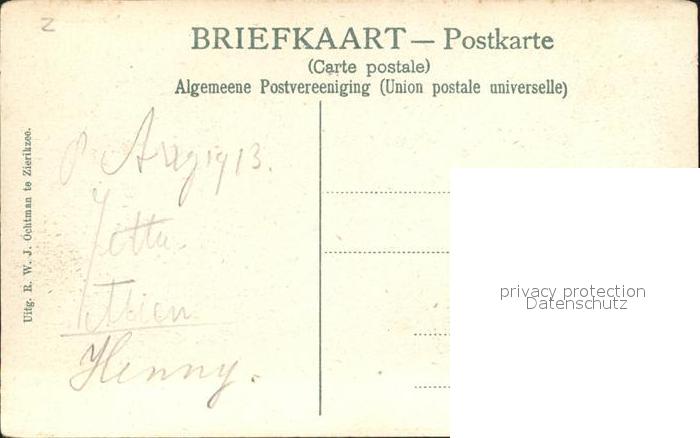 2
BRIEFKAART — Postkarte
(Carte postale)
Algemeene Postvereeniging (Union postale universelle)
Uitg. R. W. J. Ochtman te Zierikzee.
Aug 1913.
Henny.
privacy protection
Datenschutz